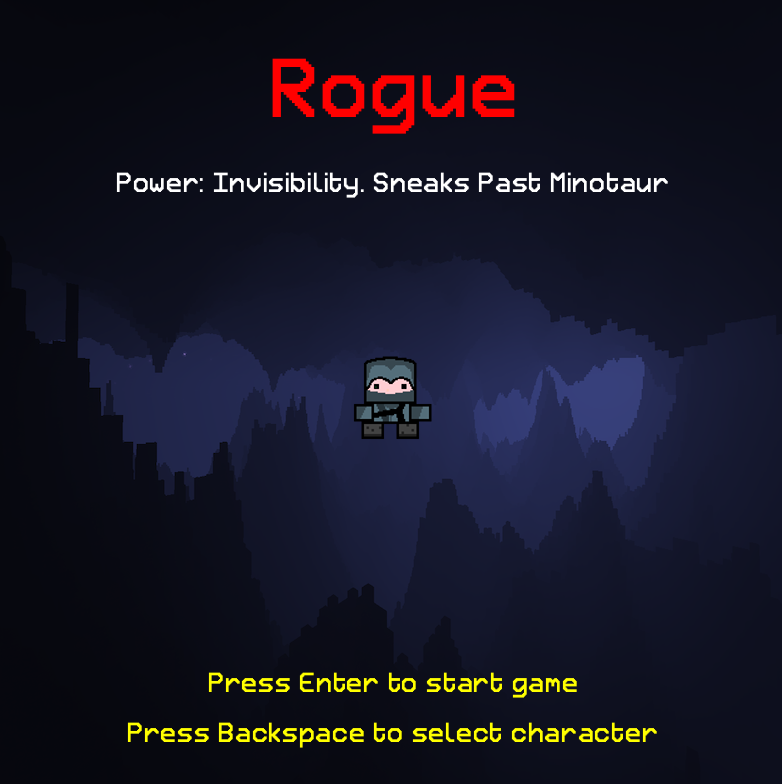 Rogue
Power: Invisibility. Sneaks Past Minotaur
Press Enter to start game
Press Backspace to select character